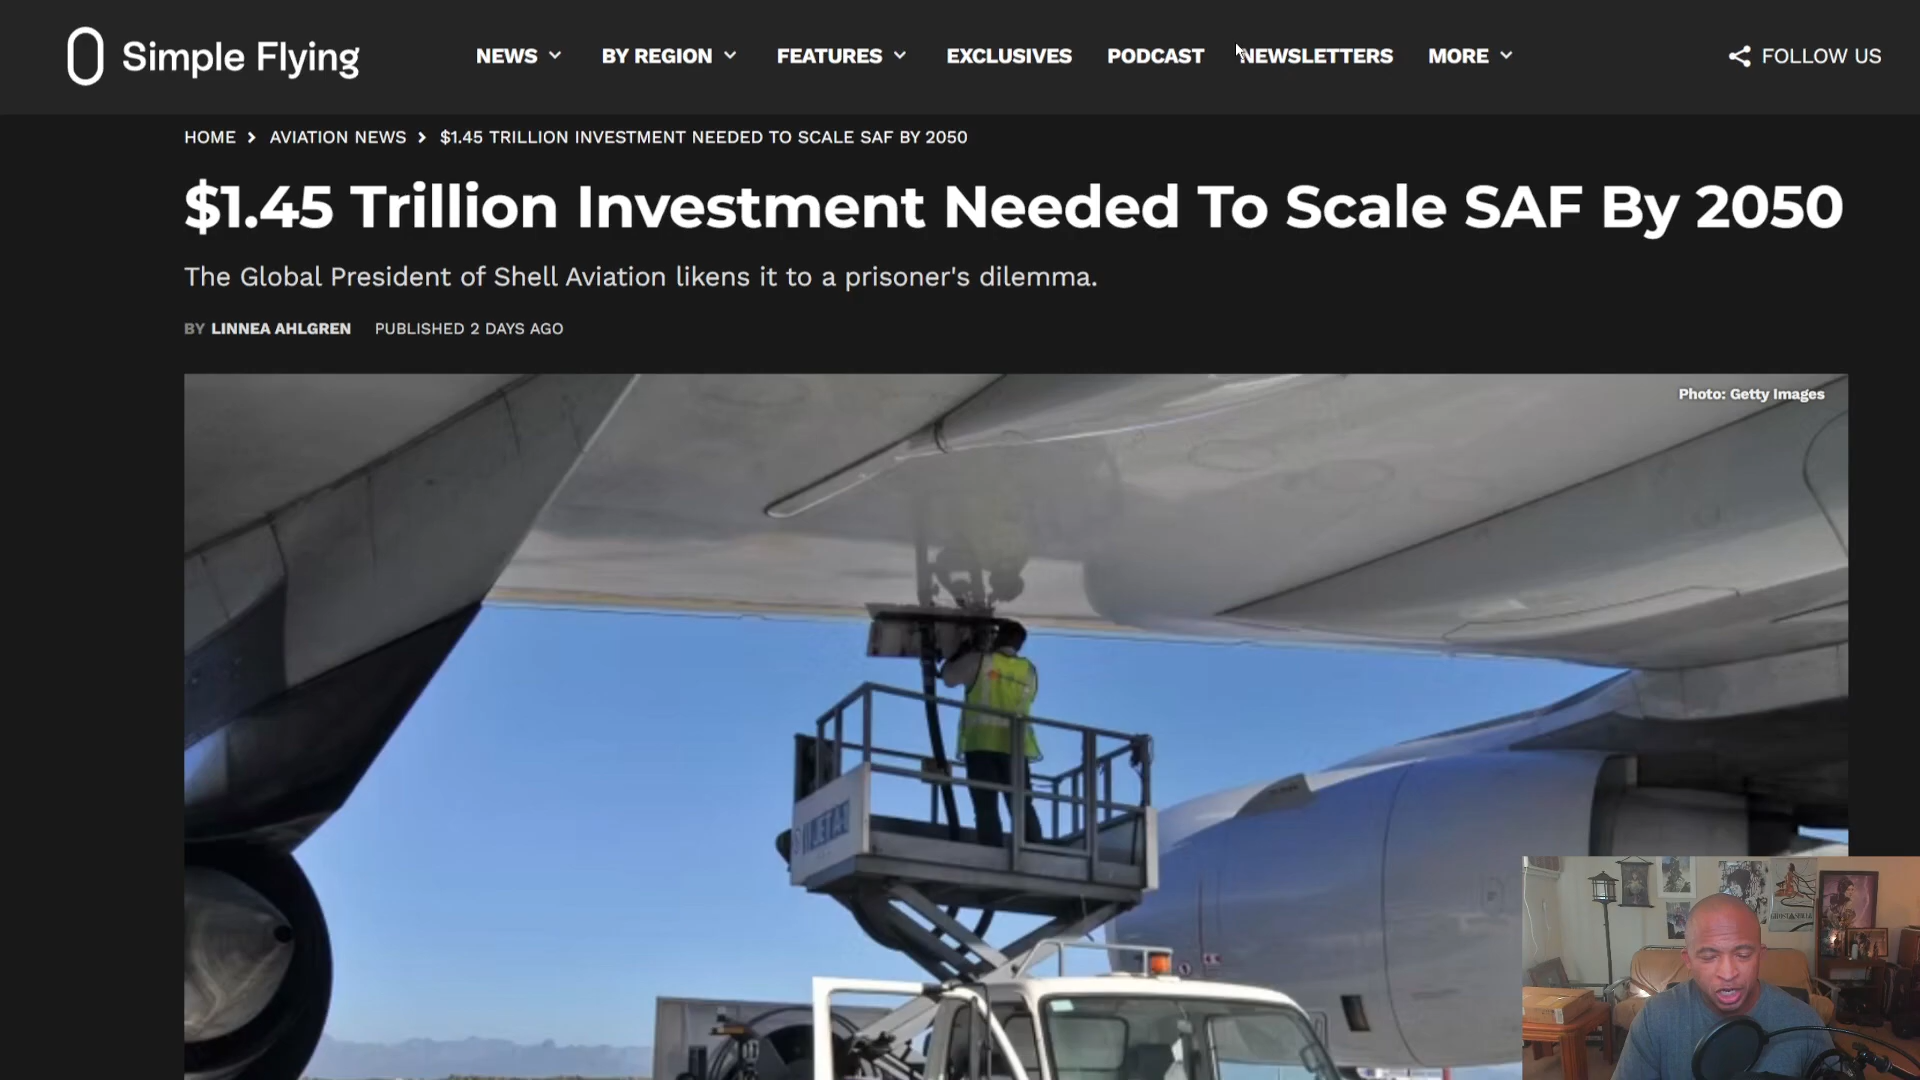 Simple Flying
NEWS
BY REGION
FEATURES
EXCLUSIVES
PODCAST
NEWSLETTERS
MORE
FOLLOW US
HOME > AVIATION NEWS > $1.45 TRILLION INVESTMENT NEEDED TO SCALE SAF BY 2050
$1.45 Trillion Investment Needed To Scale SAF By 2050
The Global President of Shell Aviation likens it to a prisoner's dilemma.
BY LINNEA AHLGREN PUBLISHED 2 DAYS AGO
Photo: Getty Images